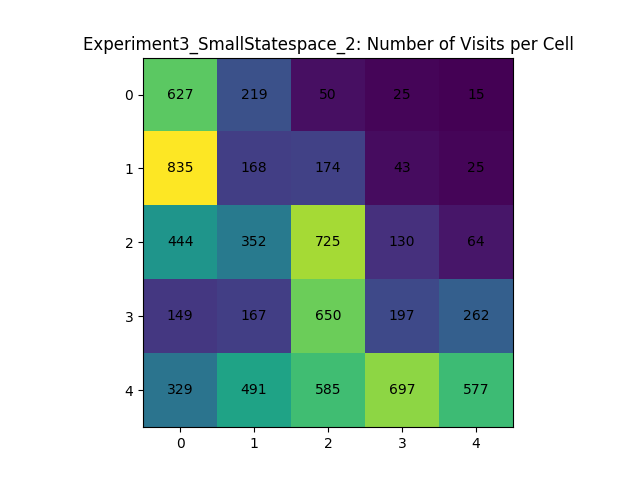 Experiment3_SmallStatespace_2: Number of Visits per Cell
0 627 219 50 25 15
1 835 168 174 43 25
2 444 352 725 130 64
3 149 167 650 197 262
4 329 491 585 697 577
0 1 2 3 4